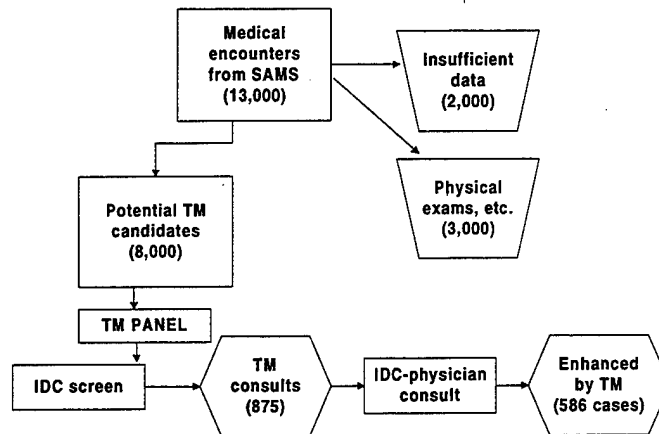 Medical
encounters
from SAMS
(13,000)
Insufficient
data
(2,000)
Physical
exams, etc.
(3,000)
Potential TM
candidates
(8,000)
TM PANEL
IDC screen
TM
consults
(875)
IDC-physician
consult
Enhanced
by TM
(586 cases)